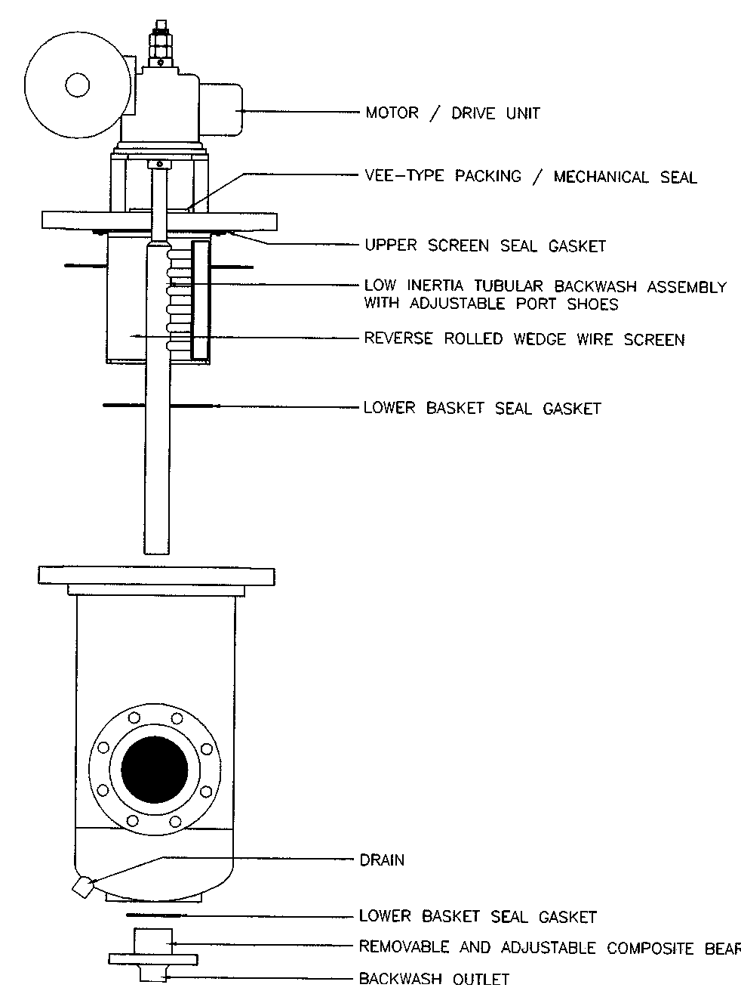 MOTOR / DRIVE UNIT
VEE-TYPE PACKING / MECHANICAL SEAL
UPPER SCREEN SEAL GASKET
LOW INERTIA TUBULAR BACKWASH ASSEMBLY
WITH ADJUSTABLE PORT SHOES
REVERSE ROLLED WEDGE WIRE SCREEN
LOWER BASKET SEAL GASKET
DRAIN
LOWER BASKET SEAL GASKET
REMOVABLE AND ADJUSTABLE COMPOSITE BEAR
BACKWASH OUTLET